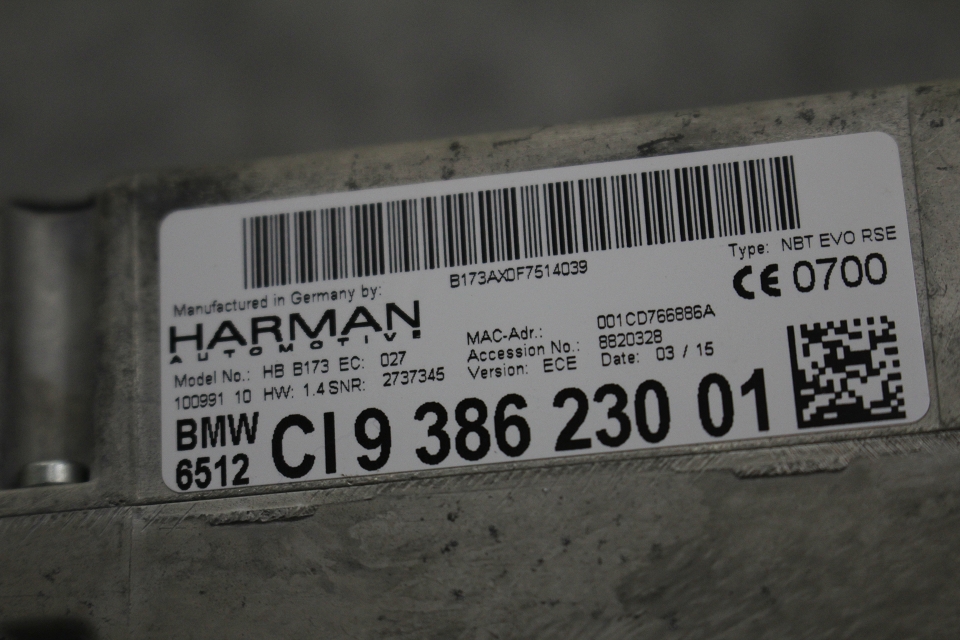 B173AX0F7514039
Type: NBT EVO RSE
CE 0700
Manufactured in Germany by:
HARMAN
AUTOMOTIVE
Model No.: HB B173 EC: 027
100991 10 HW: 1.4 SNR: 2737345
MAC-Adr.: 001CD766886A
Accession No.: 8820328
Version: ECE Date: 03 / 15
BMW
6512
CI 9 386 230 01